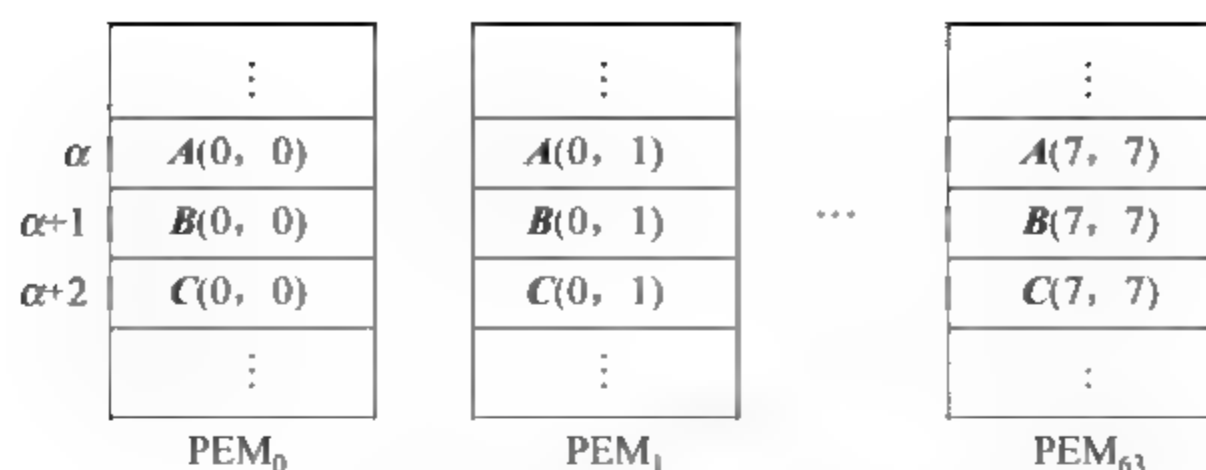 ⋮ ⋮ ⋮
α A(0, 0) A(0, 1) A(7, 7)
α+1 B(0, 0) B(0, 1) … B(7, 7)
α+2 C(0, 0) C(0, 1) C(7, 7)
⋮ ⋮ ⋮
PEM₀ PEM₁ PEM₆₃